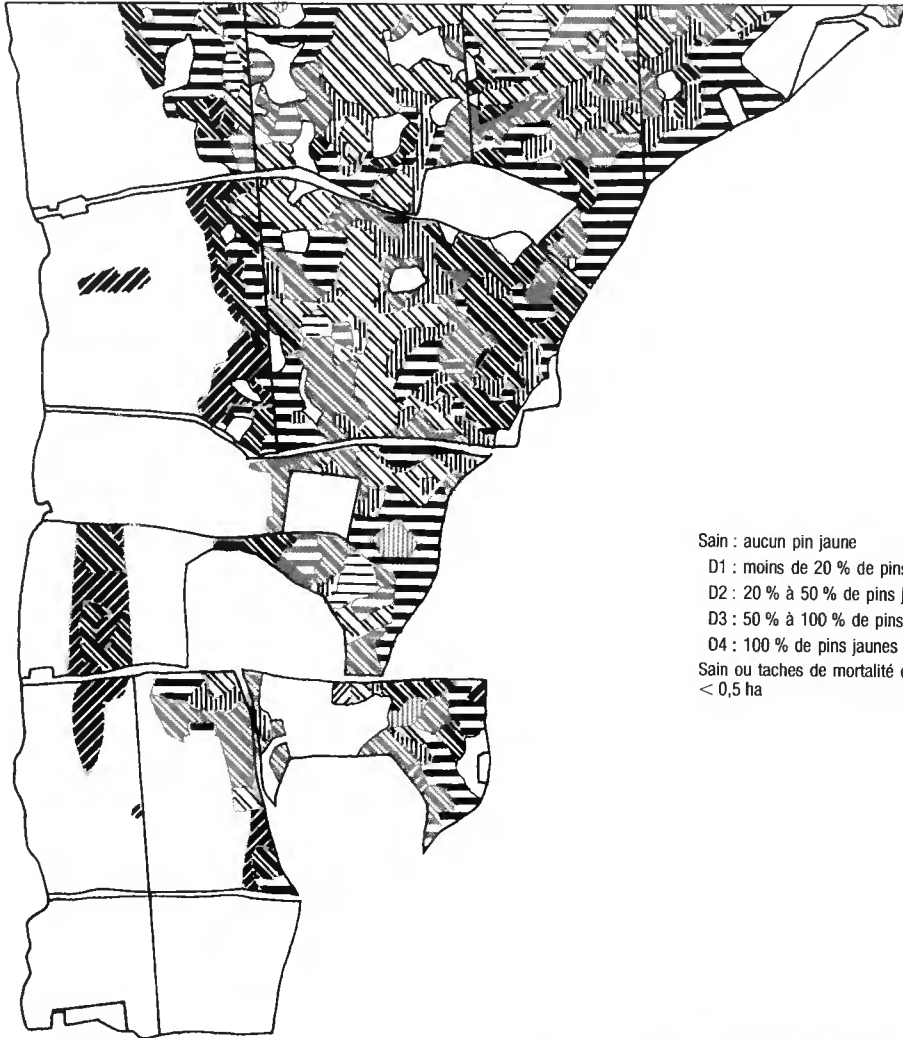 Sain : aucun pin jaune
D1 : moins de 20 % de pins
D2 : 20 % à 50 % de pins j
D3 : 50 % à 100 % de pins
04 : 100 % de pins jaunes
Sain ou taches de mortalité
< 0,5 ha